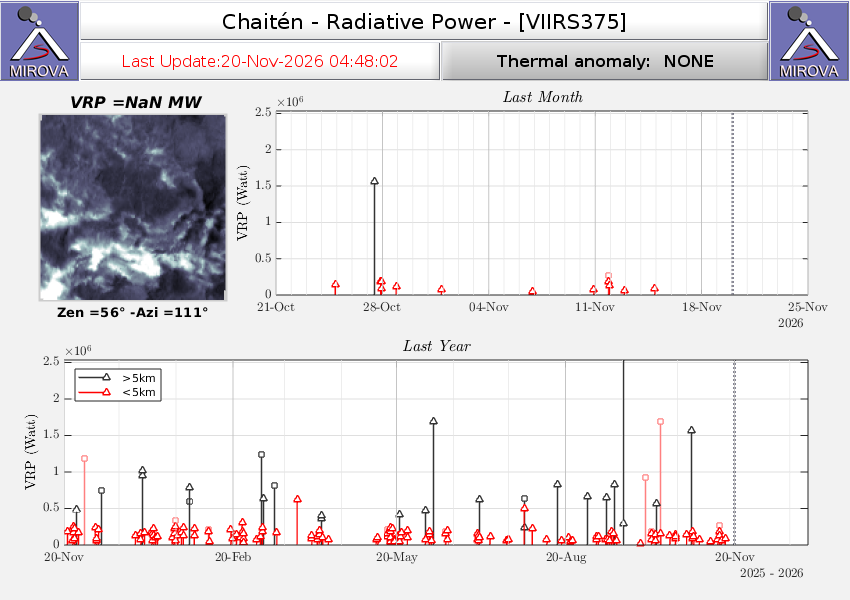 Chaitén - Radiative Power - [VIIRS375]
MIROVA
Last Update:20-Nov-2026 04:48:02
Thermal anomaly: NONE
MIROVA
VRP =NaN MW
Zen =56° -Azi =111°
Last Month
×10⁶
VRP (Watt)
2.5
2
1.5
1
0.5
0
21-Oct 28-Oct 04-Nov 11-Nov 18-Nov 25-Nov
2026
Last Year
×10⁶
VRP (Watt)
2.5
2
1.5
1
0.5
0
>5km
<5km
20-Nov 20-Feb 20-May 20-Aug 20-Nov
2025 - 2026